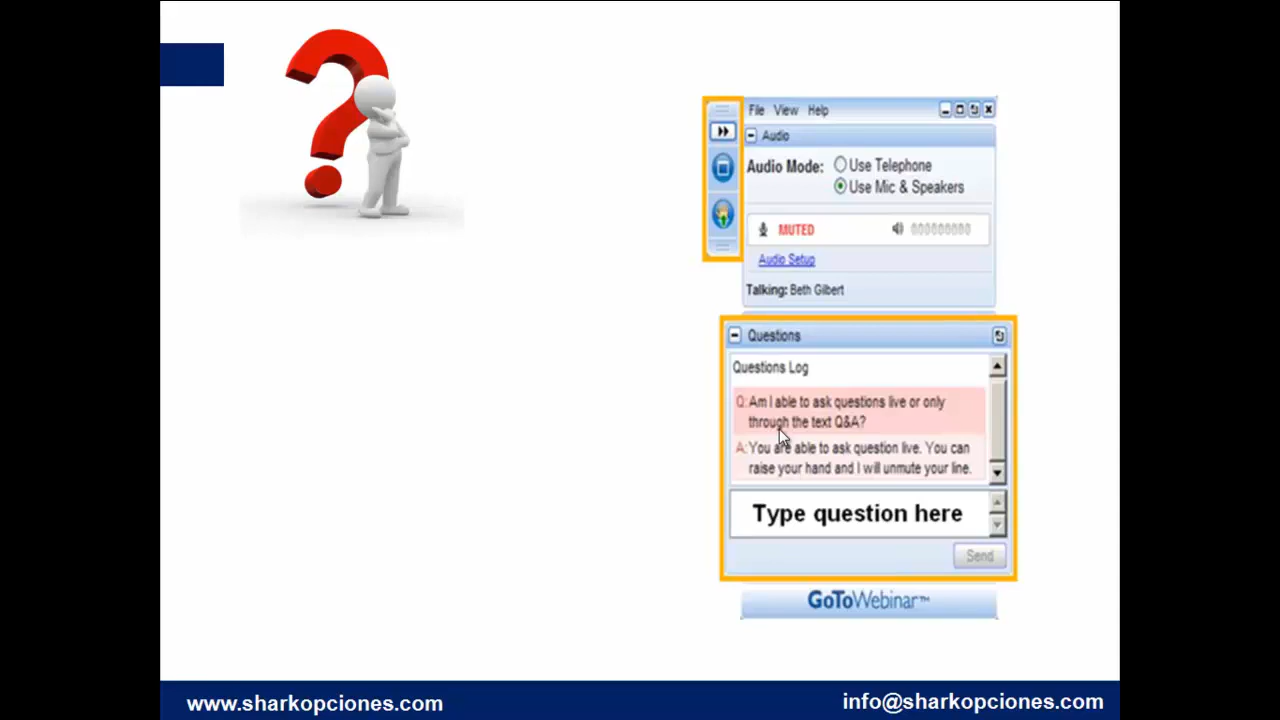 File View Help
Audio
Audio Mode: Use Telephone
Use Mic & Speakers
MUTED 000000000
Audio Setup
Talking: Beth Gilbert
Questions
Questions Log
Q: Am I able to ask questions live or only
through the text Q&A?
A: You are able to ask question live. You can
raise your hand and I will unmute your line.
Type question here
Send
GoToWebinar™
www.sharkopciones.com
info@sharkopciones.com